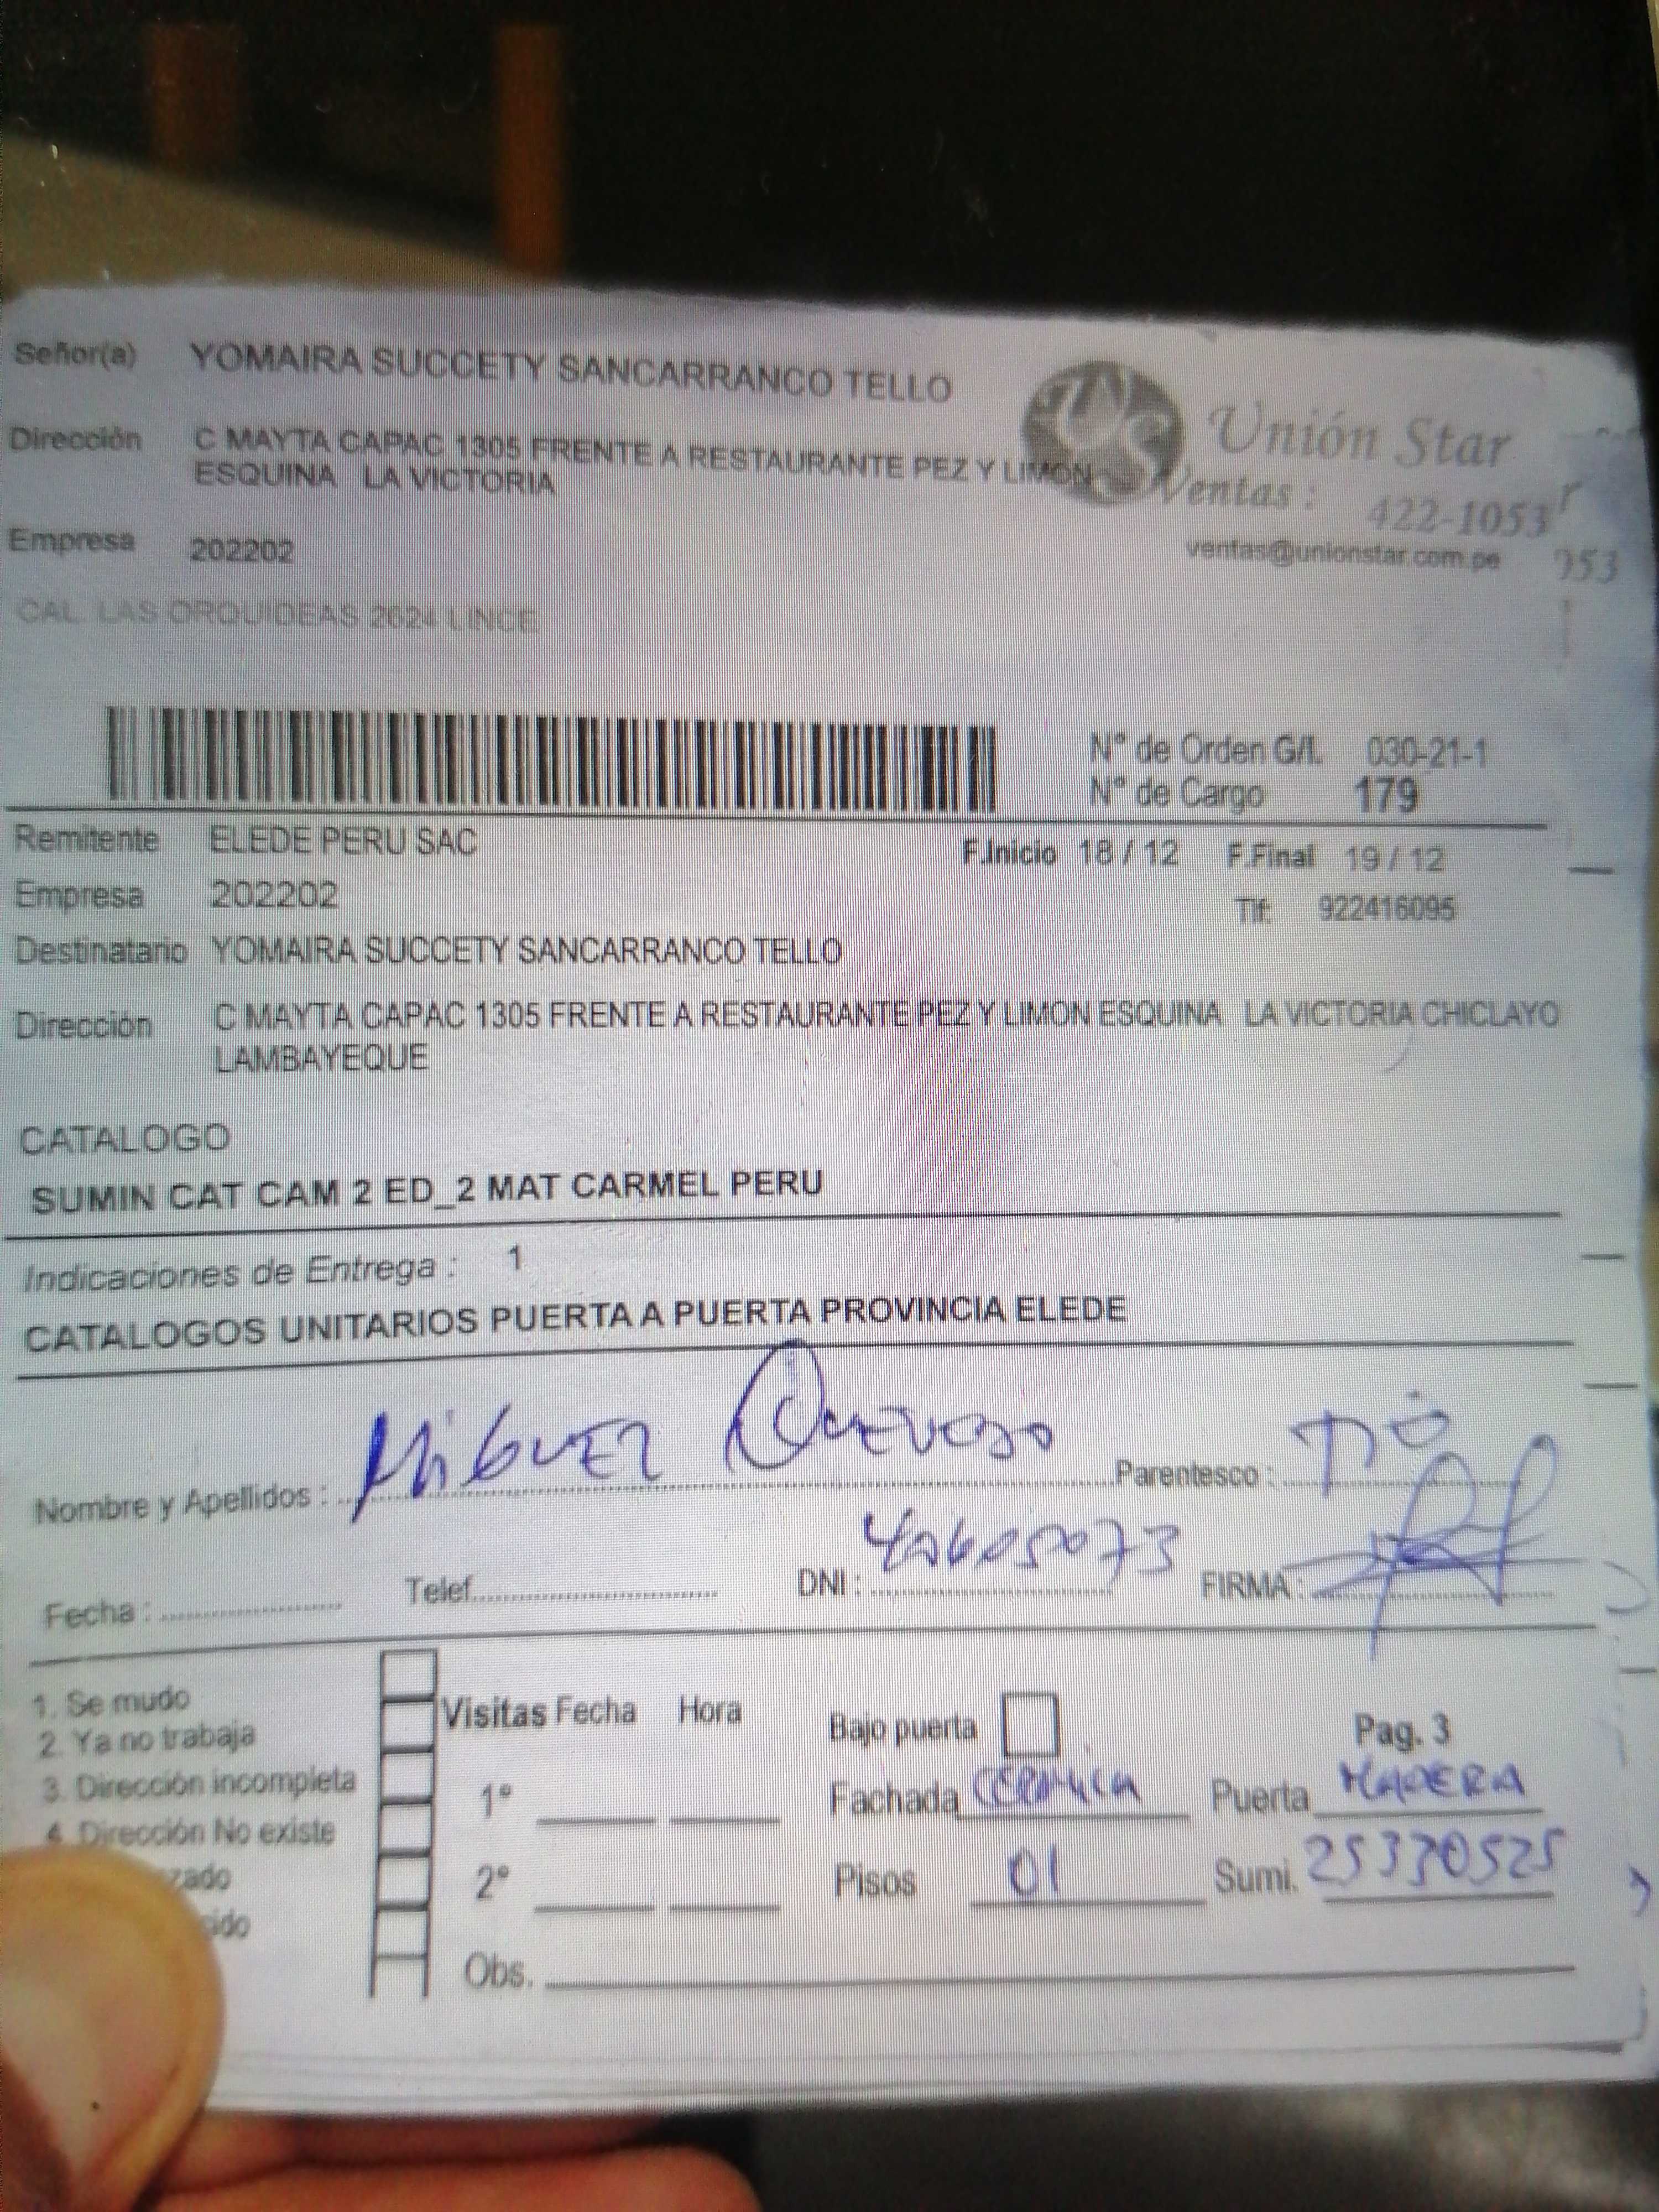 Señor(a) YOMAIRA SUCCETY SANCARRANCO TELLO
Dirección C MAYTA CAPAC 1305 FRENTE A RESTAURANTE PEZ Y LIMON
ESQUINA LA VICTORIA
Unión Star
Ventas : 422-1053
ventas@unionstar.com.pe
953
Empresa 202202
CAL LAS ORQUIDEAS 2624 LINCE
N° de Orden G/L 030-21-1
N° de Cargo 179
Remitente ELEDE PERU SAC
F.Inicio 18 / 12 F.Final 19 / 12
Empresa 202202
Tlf: 922416095
Destinatario YOMAIRA SUCCETY SANCARRANCO TELLO
Dirección C MAYTA CAPAC 1305 FRENTE A RESTAURANTE PEZ Y LIMON ESQUINA LA VICTORIA CHICLAYO
LAMBAYEQUE
CATALOGO
SUMIN CAT CAM 2 ED_2 MAT CARMEL PERU
Indicaciones de Entrega : 1
CATALOGOS UNITARIOS PUERTA A PUERTA PROVINCIA ELEDE
Nombre y Apellidos : MiGUEL Parentesco : Tio
Fecha : Telef. DNI : FIRMA :
1. Se mudo
2. Ya no trabaja
3. Dirección incompleta
4. Dirección No existe
zado
ido
Visitas Fecha Hora
1°
2°
Obs.
Bajo puerta Pag. 3
Fachada Puerta MADERA
Pisos 01 Sumi. 25370525